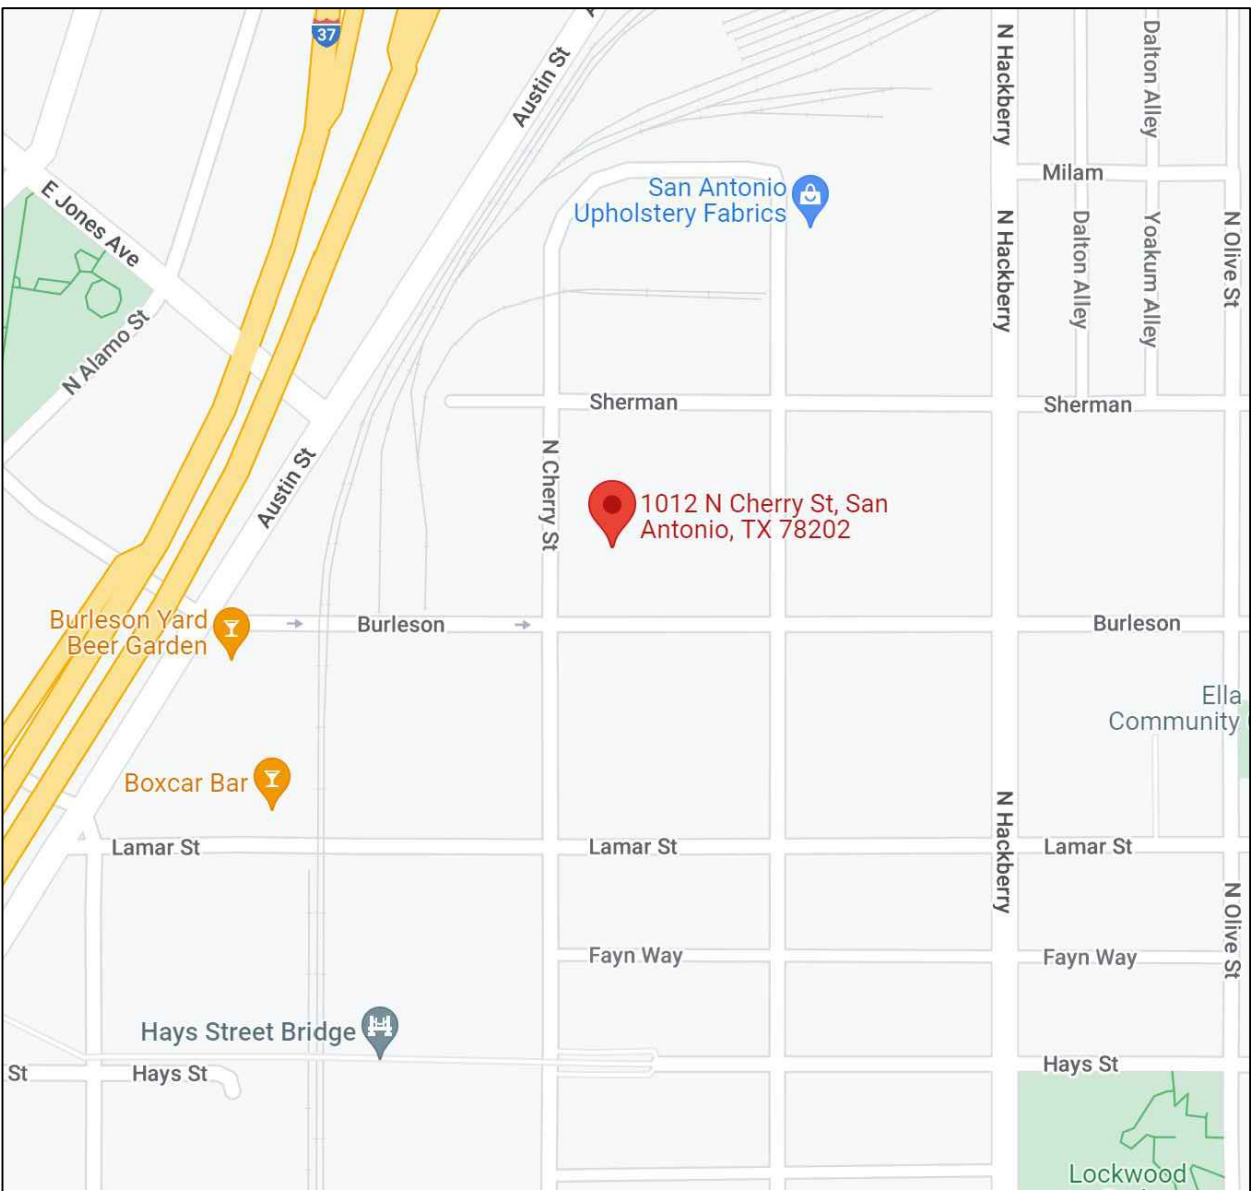 37
Austin St
N Hackberry
Dalton Alley
Milam
E Jones Ave
San Antonio
Upholstery Fabrics
N Hackberry
Dalton Alley
Yoakum Alley
N Olive St
N Alamo St
Sherman
Sherman
Austin St
N Cherry St
1012 N Cherry St, San
Antonio, TX 78202
Burleson Yard
Beer Garden
Burleson
Burleson
Ella
Community
Boxcar Bar
N Hackberry
Lamar St
Lamar St
Lamar St
N Olive St
Fayn Way
Fayn Way
Hays Street Bridge
St
Hays St
Hays St
Lockwood